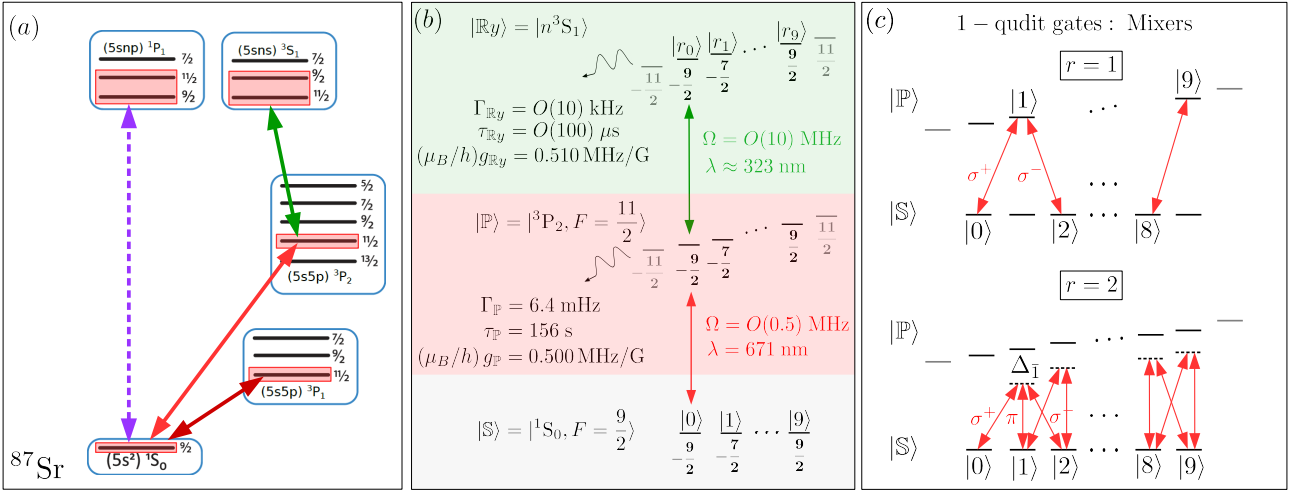 (a)
(5snp) ¹P₁
7/2
11/2
9/2
(5sns) ³S₁
7/2
9/2
11/2
5/2
7/2
9/2
11/2
13/2
(5s5p) ³P₂
7/2
9/2
11/2
(5s5p) ³P₁
9/2
(5s²) ¹S₀
⁸⁷Sr
(b)
|ℝy⟩ = |n³S₁⟩
|r₀⟩ |r₁⟩ ⋯ |r₉⟩
−11/2 −9/2 −7/2 9/2 11/2
Γ_ℝy = O(10) kHz
τ_ℝy = O(100) μs
(μ_B/h) g_ℝy = 0.510 MHz/G
Ω = O(10) MHz
λ ≈ 323 nm
|ℙ⟩ = |³P₂, F = 11/2⟩
−11/2 −9/2 −7/2 ⋯ 9/2 11/2
Γ_ℙ = 6.4 mHz
τ_ℙ = 156 s
(μ_B/h) g_ℙ = 0.500 MHz/G
Ω = O(0.5) MHz
λ = 671 nm
|𝕊⟩ = |¹S₀, F = 9/2⟩
|0⟩ |1⟩ ⋯ |9⟩
−9/2 −7/2 9/2
(c)
1 − qudit gates : Mixers
r = 1
|ℙ⟩
|1⟩ ⋯ |9⟩
σ⁺ σ⁻
|𝕊⟩ ⋯
|0⟩ |2⟩ |8⟩
r = 2
|ℙ⟩ ⋯
Δ_1̄
σ⁺ π σ⁻
|𝕊⟩ ⋯
|0⟩ |1⟩ |2⟩ |8⟩ |9⟩